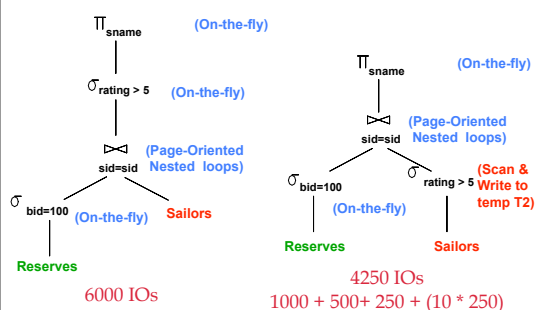 π sname (On-the-fly)
σ rating > 5 (On-the-fly)
⋈ sid=sid (Page-Oriented
Nested loops)
σ bid=100 (On-the-fly)
Sailors
Reserves
6000 IOs
π sname (On-the-fly)
⋈ sid=sid (Page-Oriented
Nested loops)
σ bid=100 (On-the-fly)
σ rating > 5 (Scan &
Write to
temp T2)
Reserves
Sailors
4250 IOs
1000 + 500+ 250 + (10 * 250)